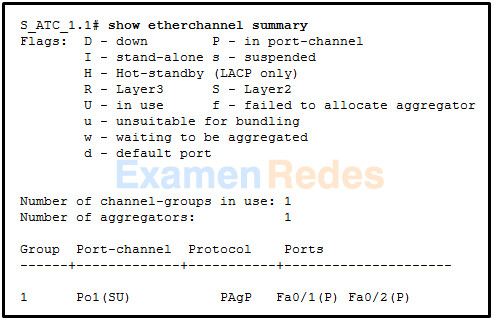 S_ATC_1.1# show etherchannel summary
Flags: D - down P - in port-channel
I - stand-alone s - suspended
H - Hot-standby (LACP only)
R - Layer3 S - Layer2
U - in use f - failed to allocate aggregator
u - unsuitable for bundling
w - waiting to be aggregated
d - default port
ExamenRedes
Number of channel-groups in use: 1
Number of aggregators: 1
Group Port-channel Protocol Ports
------+-------------+-----------+---------------------
1 Po1(SU) PAgP Fa0/1(P) Fa0/2(P)